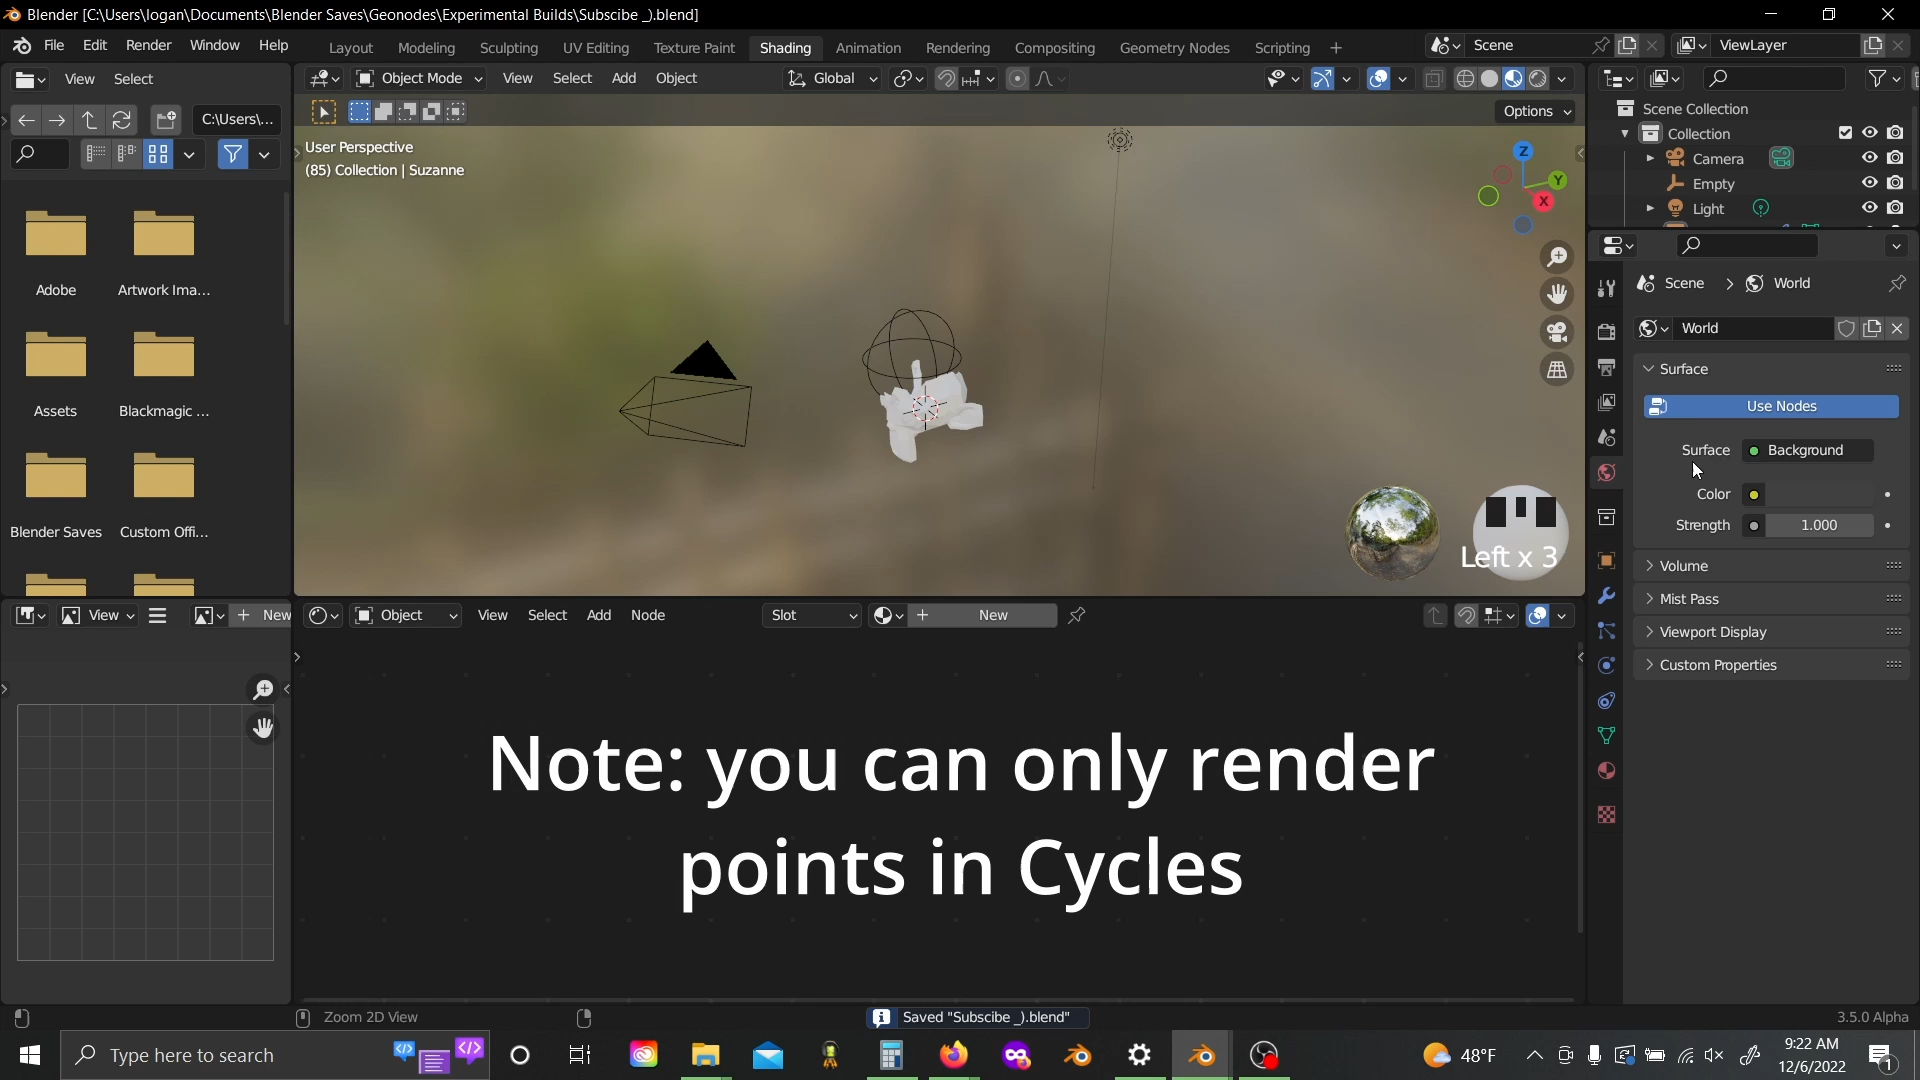 Blender [C:\Users\logan\Documents\Blender Saves\Geonodes\Experimental Builds\Subscibe _).blend]
File Edit Render Window Help
Layout Modeling Sculpting UV Editing Texture Paint Shading Animation Rendering Compositing Geometry Nodes Scripting +
Scene
ViewLayer
View Select
Object Mode View Select Add Object
Global
C:\Users\...
Options
User Perspective
(85) Collection | Suzanne
Z
Y
X
Scene Collection
Collection
Camera
Empty
Light
Scene > World
World
Surface
Use Nodes
Surface Background
Color
Strength 1.000
Volume
Mist Pass
Viewport Display
Custom Properties
Adobe
Artwork Ima...
Assets
Blackmagic ...
Blender Saves
Custom Offi...
Left x 3
View
+ New
Object View Select Add Node
Slot
+ New
Note: you can only render
points in Cycles
Zoom 2D View
Saved "Subscibe _).blend"
3.5.0 Alpha
Type here to search
48°F
9:22 AM
12/6/2022
1